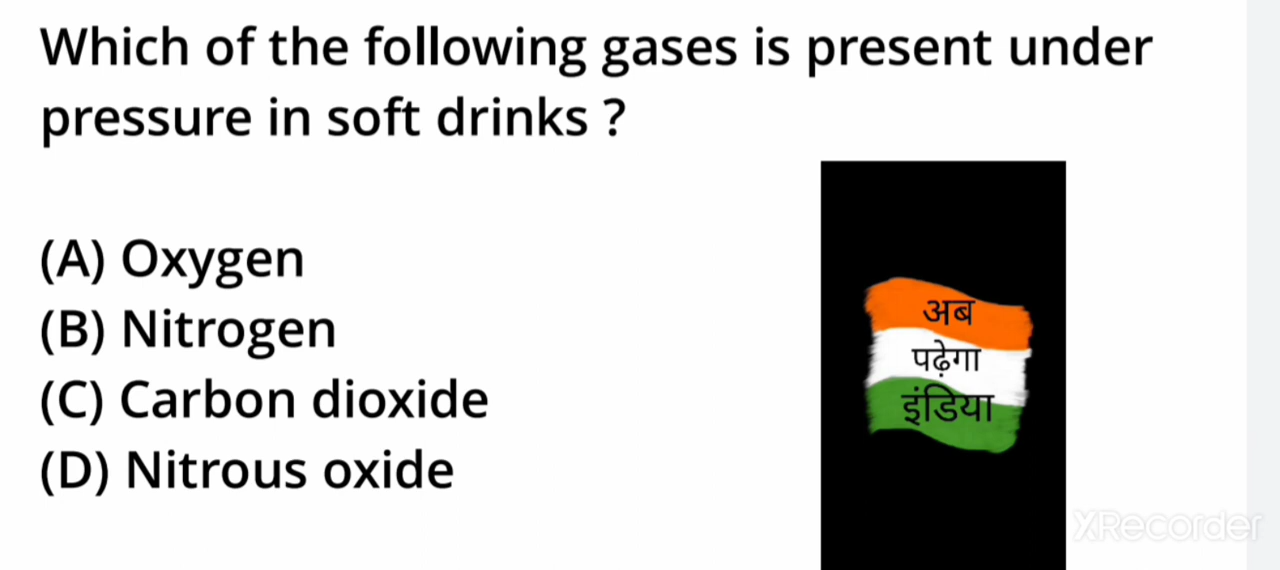 Which of the following gases is present under
pressure in soft drinks ?
(A) Oxygen
(B) Nitrogen
(C) Carbon dioxide
(D) Nitrous oxide
अब
पढ़ेगा
इंडिया
XRecorder